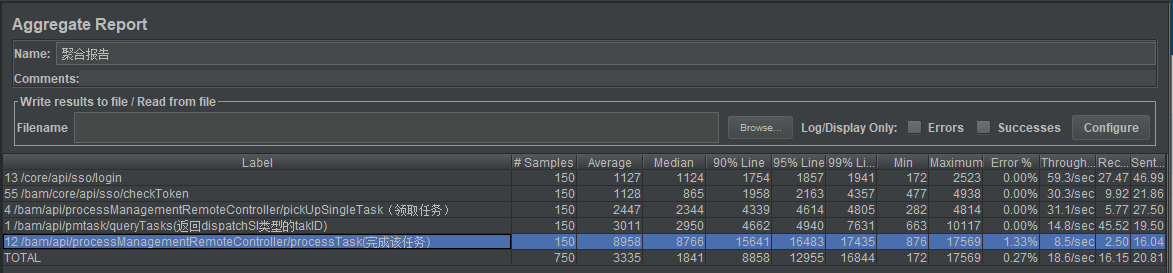 Aggregate Report
Name: 聚合报告
Comments:
Write results to file / Read from file
Filename Browse... Log/Display Only: Errors Successes Configure
Label # Samples Average Median 90% Line 95% Line 99% Li... Min Maximum Error % Through... Rec... Sent...
13 /core/api/sso/login 150 1127 1124 1754 1857 1941 172 2523 0.00% 59.3/sec 27.47 46.99
55 /bam/core/api/sso/checkToken 150 1128 865 1958 2163 4357 477 4938 0.00% 30.3/sec 9.92 21.86
4 /bam/api/processManagementRemoteController/pickUpSingleTask（领取任务） 150 2447 2344 4339 4614 4805 282 4814 0.00% 31.1/sec 5.77 27.50
1 /bam/api/pmtask/queryTasks(返回dispatchSI类型的takID) 150 3011 2950 4662 4940 7631 663 10117 0.00% 14.8/sec 45.52 19.50
12 /bam/api/processManagementRemoteController/processTask(完成该任务) 150 8958 8766 15641 16483 17435 876 17569 1.33% 8.5/sec 2.50 16.04
TOTAL 750 3335 1841 8858 12955 16844 172 17569 0.27% 18.6/sec 16.15 20.81